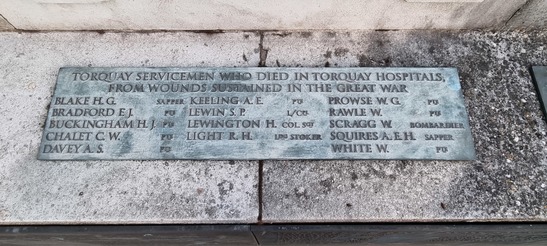 TORQUAY SERVICEMEN WHO DIED IN TORQUAY HOSPITALS,
FROM WOUNDS SUSTAINED IN THE GREAT WAR
BLAKE H. G. SAPPER KEELING A. E. PTE PROWSE W. G. PTE
BRADFORD E. J. PTE LEWIN S. P. L/CPL RAWLE W. PTE
BUCKINGHAM H. J. PTE LEWINGTON H. COL SGT SCRAGG W. BOMBARDIER
CHALET C. W. PTE LIGHT R. H. STOKER SQUIRES A. E. H. SAPPER
DAVEY A. S. PTE WHITE W. PTE